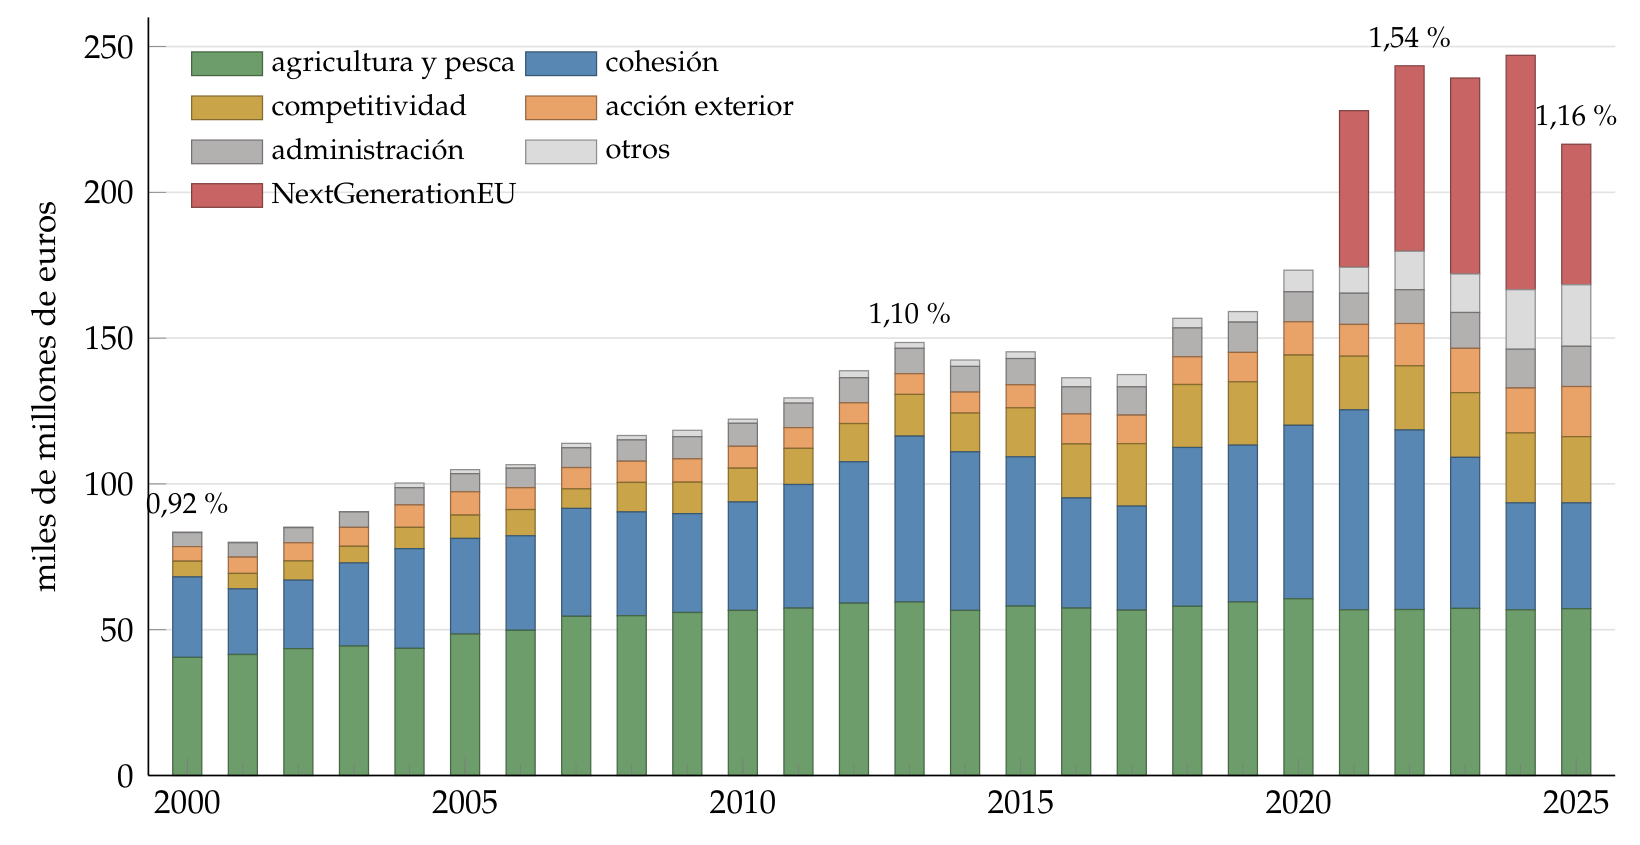 1,54 %
250
agricultura y pesca
cohesión
competitividad
acción exterior
1,16 %
administración
otros
200
NextGenerationEU
miles de millones de euros
1,10 %
150
100
0,92 %
50
0
2000 2005 2010 2015 2020 2025